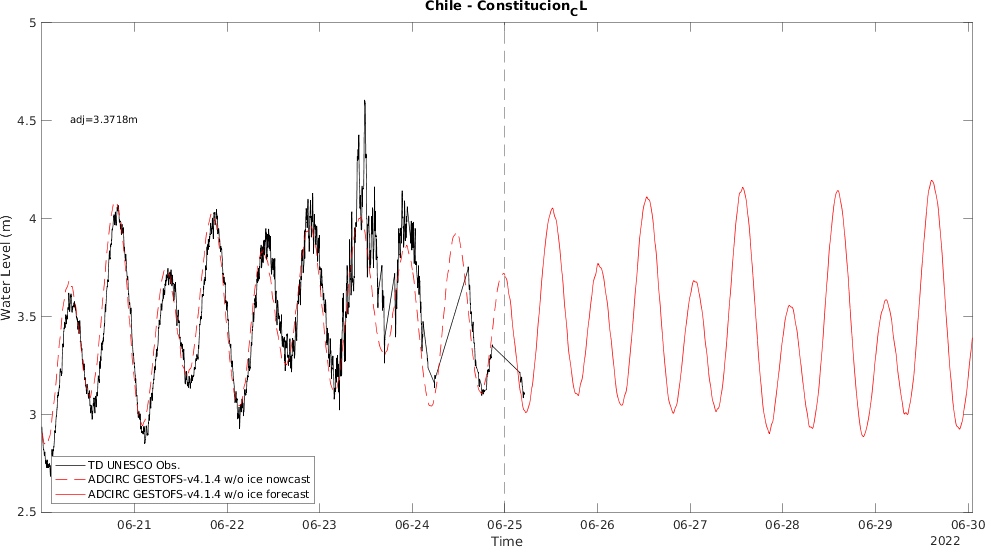 Chile - Constitucion_CL
5
4.5
4
3.5
3
2.5
Water Level (m)
adj=3.3718m
TD UNESCO Obs.
ADCIRC GESTOFS-v4.1.4 w/o ice nowcast
ADCIRC GESTOFS-v4.1.4 w/o ice forecast
06-21 06-22 06-23 06-24 06-25 06-26 06-27 06-28 06-29 06-30
Time
2022